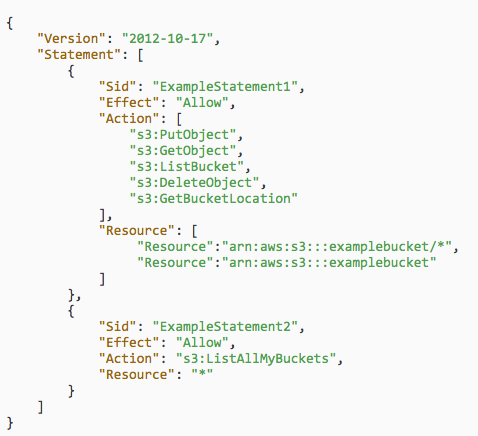 {
    "Version": "2012-10-17",
    "Statement": [
        {
            "Sid": "ExampleStatement1",
            "Effect": "Allow",
            "Action": [
                "s3:PutObject",
                "s3:GetObject",
                "s3:ListBucket",
                "s3:DeleteObject",
                "s3:GetBucketLocation"
            ],
            "Resource": [
                 "Resource":"arn:aws:s3:::examplebucket/*",
                 "Resource":"arn:aws:s3:::examplebucket"
            ]
        },
        {
            "Sid": "ExampleStatement2",
            "Effect": "Allow",
            "Action": "s3:ListAllMyBuckets",
            "Resource": "*"
        }
    ]
}